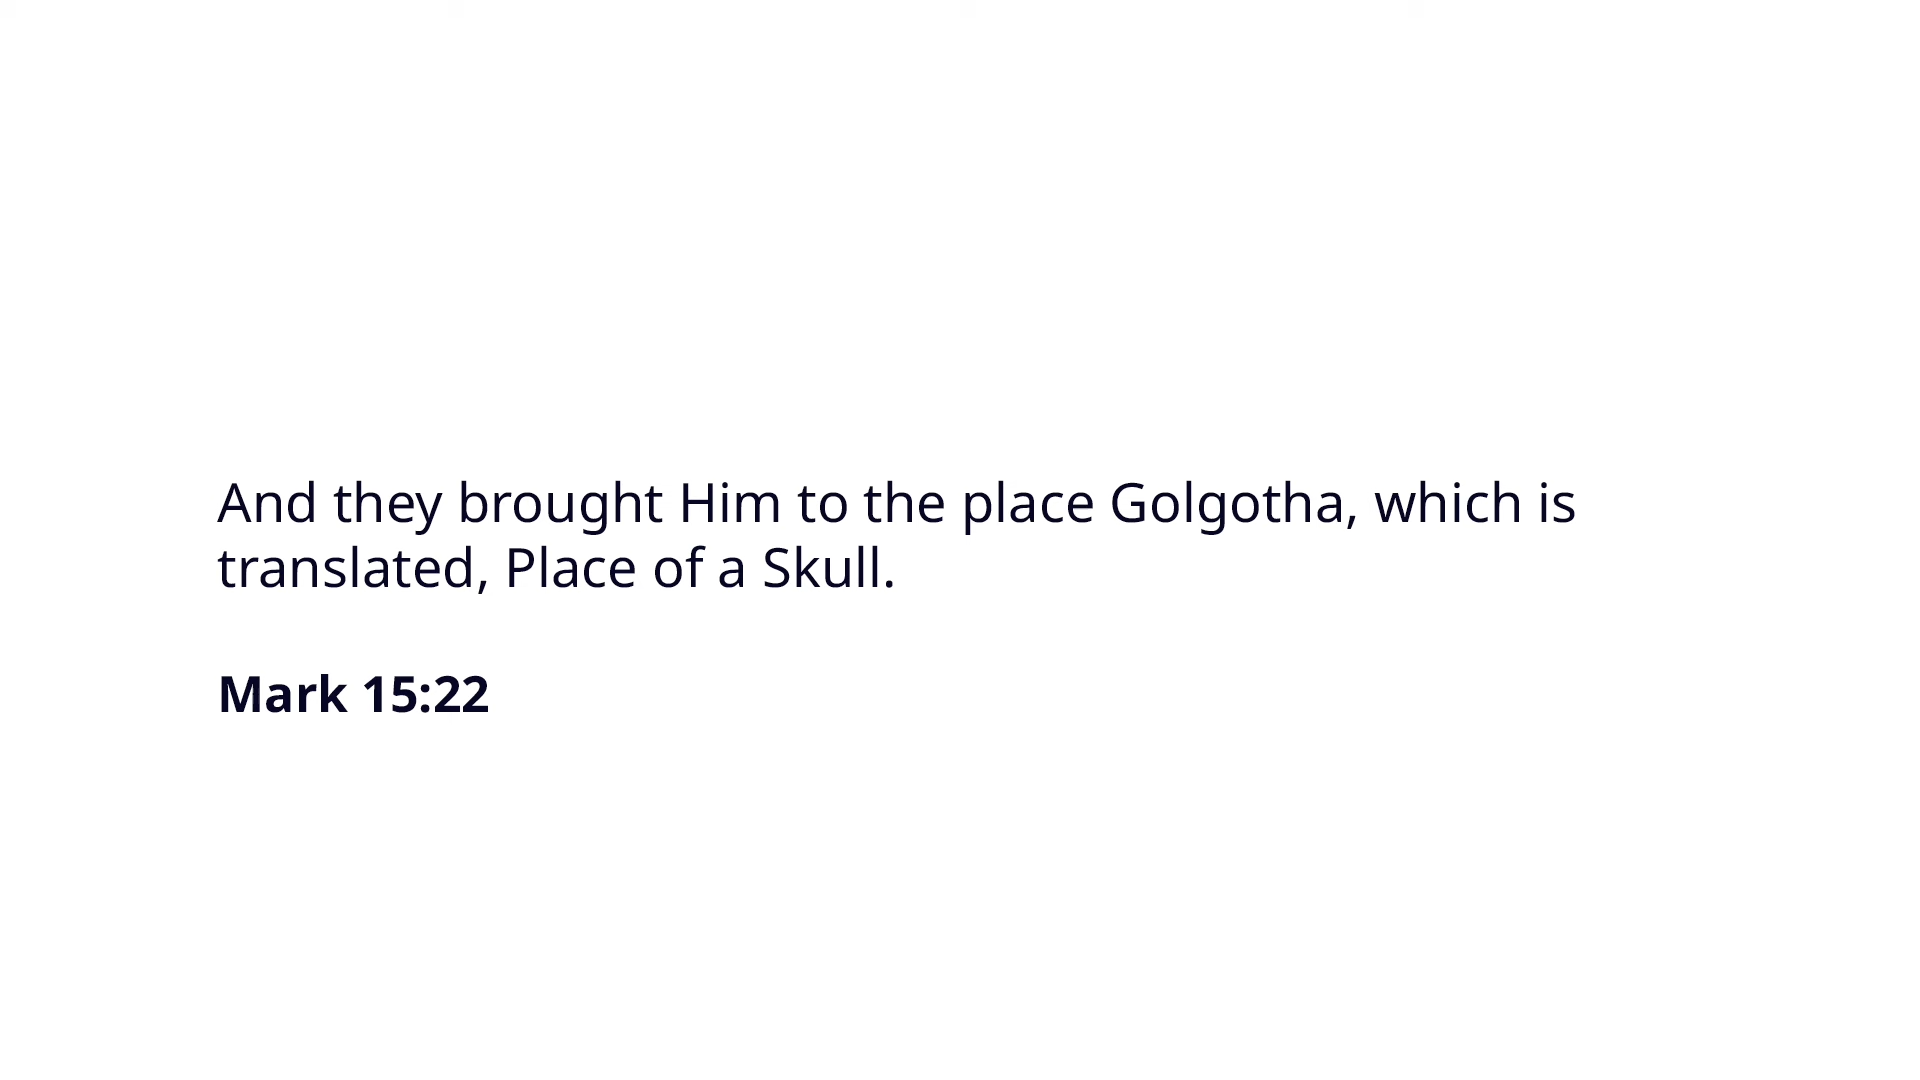 And they brought Him to the place Golgotha, which is
translated, Place of a Skull.
Mark 15:22